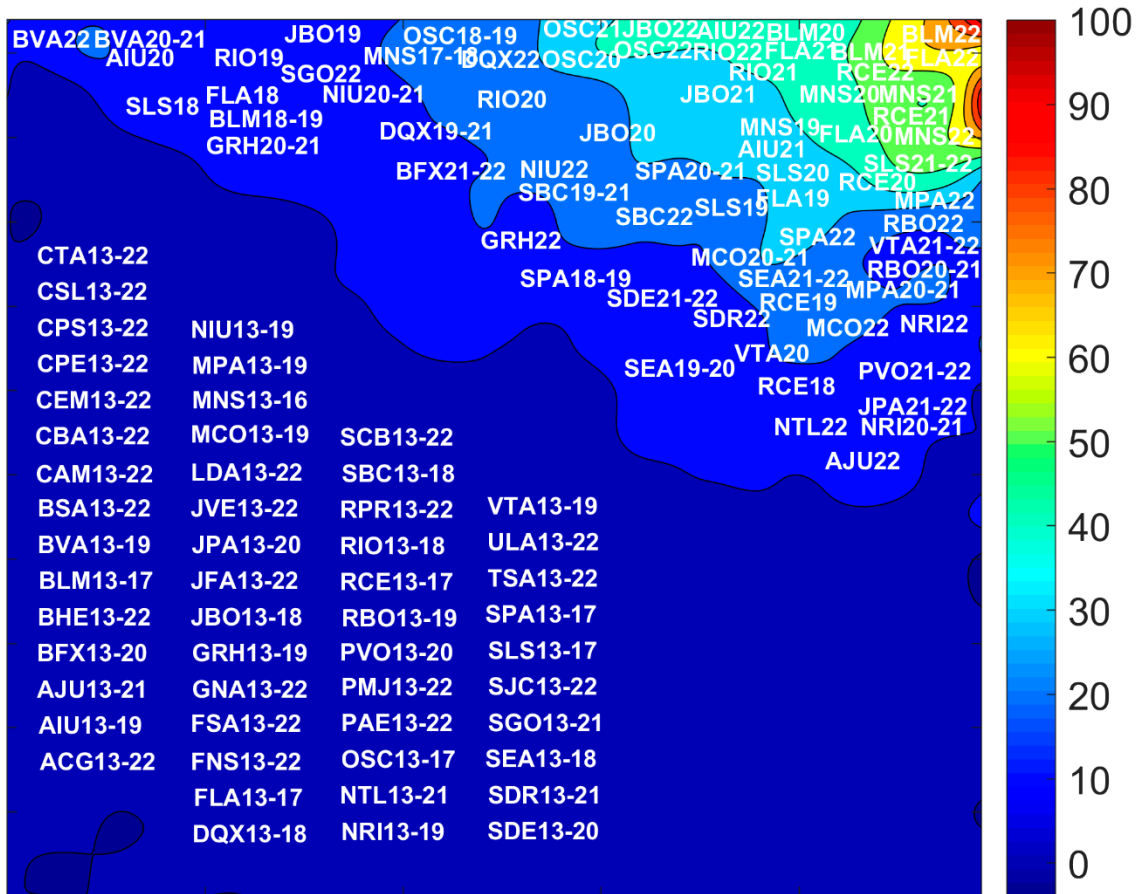 BVA22 BVA20-21 JBO19 OSC18-19 OSC21 JBO22 AIU22 BLM20 BLM22
AIU20 RIO19 MNS17-18 DQX22 OSC20 OSC22 RIO22 FLA21 BLM21 FLA22
SGO22 RIO21 RCE22
SLS18 FLA18 NIU20-21 RIO20 JBO21 MNS20 MNS21
BLM18-19 RCE21
GRH20-21 DQX19-21 JBO20 MNS19 FLA20 MNS22
AIU21
BFX21-22 NIU22 SPA20-21 SLS20 SLS21-22
SBC19-21 RCE20
SBC22 SLS19 FLA19 MPA22
RBO22
GRH22 SPA22 VTA21-22
MCO20-21 RBO20-21
SPA18-19 SEA21-22 MPA20-21
SDE21-22 RCE19
SDR22 MCO22 NRI22
VTA20
SEA19-20 RCE18 PVO21-22
JPA21-22
NTL22 NRI20-21
AJU22
CTA13-22
CSL13-22
CPS13-22 NIU13-19
CPE13-22 MPA13-19
CEM13-22 MNS13-16
CBA13-22 MCO13-19 SCB13-22
CAM13-22 LDA13-22 SBC13-18
BSA13-22 JVE13-22 RPR13-22 VTA13-19
BVA13-19 JPA13-20 RIO13-18 ULA13-22
BLM13-17 JFA13-22 RCE13-17 TSA13-22
BHE13-22 JBO13-18 RBO13-19 SPA13-17
BFX13-20 GRH13-19 PVO13-20 SLS13-17
AJU13-21 GNA13-22 PMJ13-22 SJC13-22
AIU13-19 FSA13-22 PAE13-22 SGO13-21
ACG13-22 FNS13-22 OSC13-17 SEA13-18
FLA13-17 NTL13-21 SDR13-21
DQX13-18 NRI13-19 SDE13-20
100
90
80
70
60
50
40
30
20
10
0